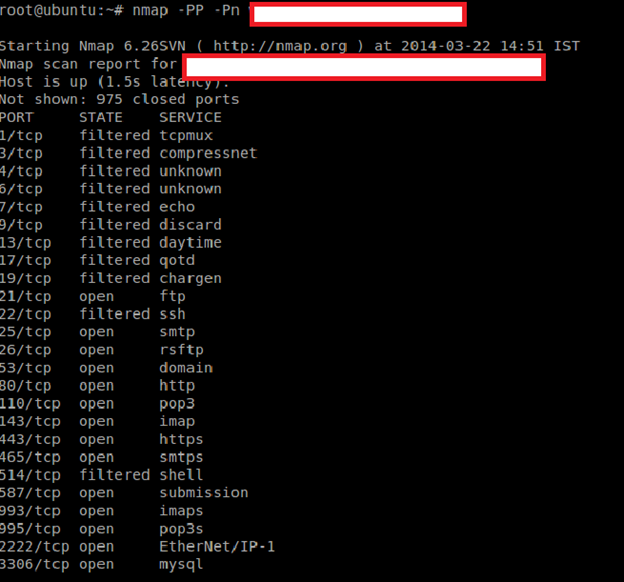 root@ubuntu:~# nmap -PP -Pn
Starting Nmap 6.26SVN ( http://nmap.org ) at 2014-03-22 14:51 IST
Nmap scan report for
Host is up (1.5s latency).
Not shown: 975 closed ports
PORT STATE SERVICE
1/tcp filtered tcpmux
3/tcp filtered compressnet
4/tcp filtered unknown
6/tcp filtered unknown
7/tcp filtered echo
9/tcp filtered discard
13/tcp filtered daytime
17/tcp filtered qotd
19/tcp filtered chargen
21/tcp open ftp
22/tcp filtered ssh
25/tcp open smtp
26/tcp open rsftp
53/tcp open domain
80/tcp open http
110/tcp open pop3
143/tcp open imap
443/tcp open https
465/tcp open smtps
514/tcp filtered shell
587/tcp open submission
993/tcp open imaps
995/tcp open pop3s
2222/tcp open EtherNet/IP-1
3306/tcp open mysql